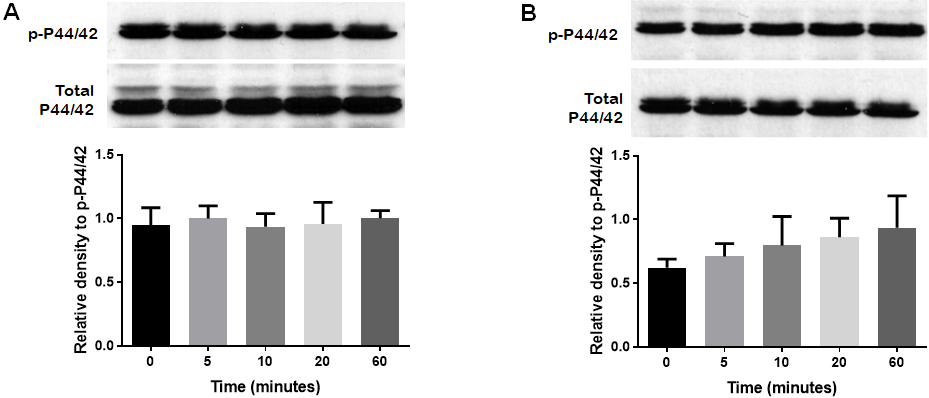 A
p-P44/42
Total
P44/42
Relative density to p-P44/42
1.5
1.0
0.5
0.0
0 5 10 20 60
Time (minutes)
B
p-P44/42
Total
P44/42
Relative density to p-P44/42
1.5
1.0
0.5
0.0
0 5 10 20 60
Time (minutes)